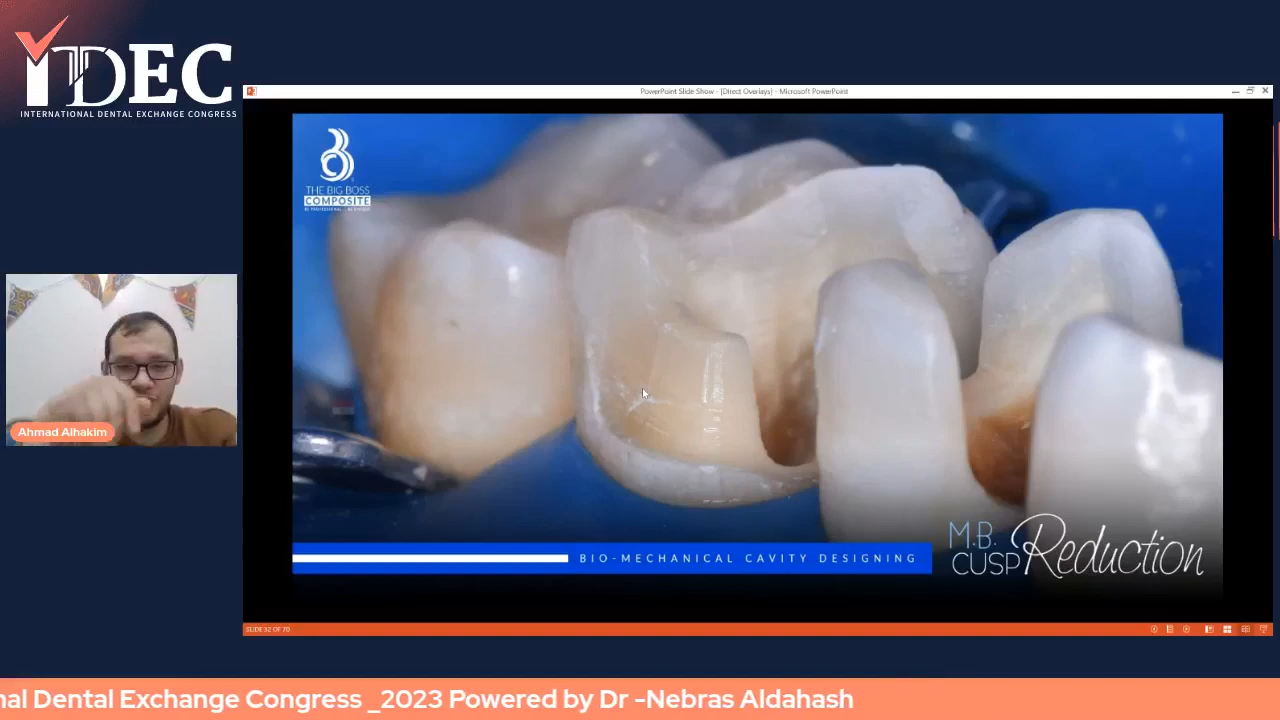 IDEC
INTERNATIONAL DENTAL EXCHANGE CONGRESS
PowerPoint Slide Show - [Direct Overlays] - Microsoft PowerPoint
THE BIG BOSS
COMPOSITE
Ahmad Alhakim
BIO-MECHANICAL CAVITY DESIGNING
M.B.
CUSP Reduction
SLIDE 32 OF 70
nal Dental Exchange Congress _2023 Powered by Dr -Nebras Aldahash